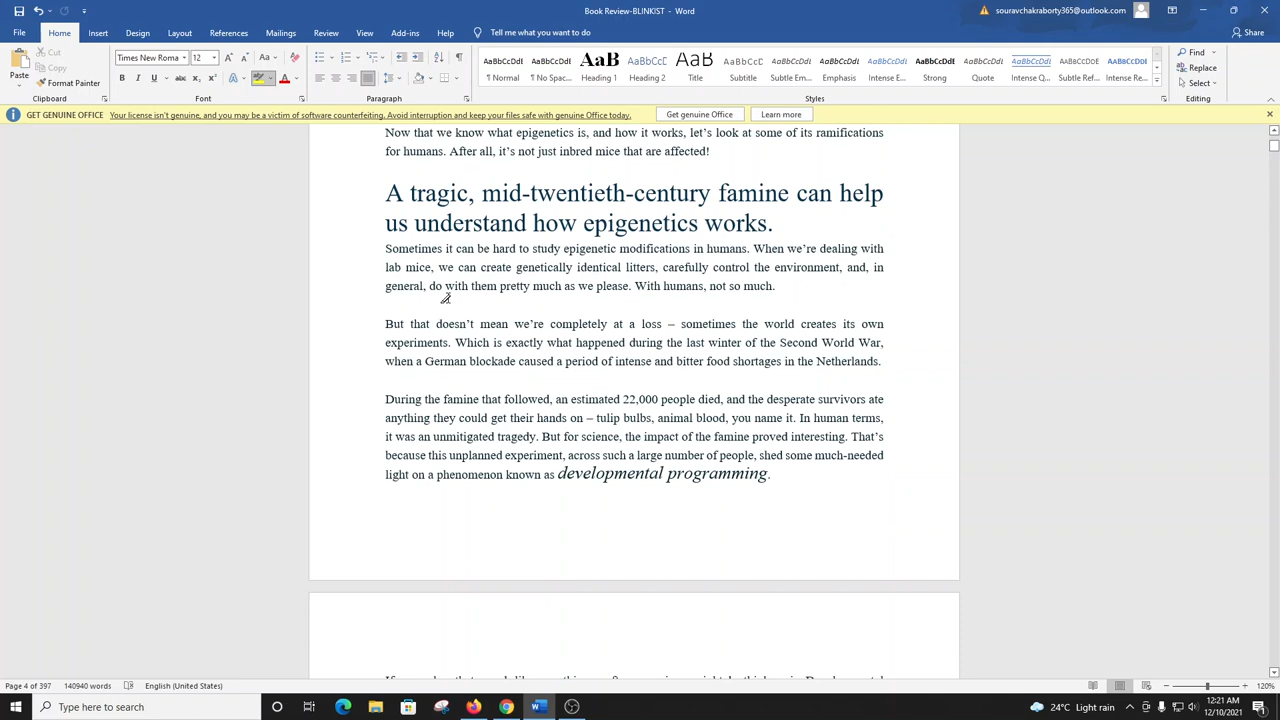 Book Review-BLINKIST - Word
souravchakraborty365@outlook.com
File Home Insert Draw Design Layout References Mailings Review View Add-ins Help Tell me what you want to do Share
Paste
Cut
Copy
Format Painter
Clipboard
Times New Roma 12
Font
Paragraph
AaBbCcDdI AaBbCcDdI AaB AaBbCcD AaB AaBbCcD AaBbCcDdI AaBbCcDdI AaBbCcDdI AaBbCcDdI AaBbCcDdI AaBbCcDdI AaBbCcDdI AaBbCcDdI
¶ Normal ¶ No Spac... Heading 1 Heading 2 Title Subtitle Subtle Em... Emphasis Intense E... Strong Quote Intense Q... Subtle Ref... Intense Re...
Styles
Find
Replace
Select
Editing
GET GENUINE OFFICE Your license isn't genuine, and you may be a victim of software counterfeiting. Avoid interruption and keep your files safe with genuine Office today. Get genuine Office Learn more
Now that we know what epigenetics is, and how it works, let’s look at some of its ramifications
for humans. After all, it’s not just inbred mice that are affected!
A tragic, mid-twentieth-century famine can help
us understand how epigenetics works.
Sometimes it can be hard to study epigenetic modifications in humans. When we’re dealing with
lab mice, we can create genetically identical litters, carefully control the environment, and, in
general, do with them pretty much as we please. With humans, not so much.
But that doesn’t mean we’re completely at a loss – sometimes the world creates its own
experiments. Which is exactly what happened during the last winter of the Second World War,
when a German blockade caused a period of intense and bitter food shortages in the Netherlands.
During the famine that followed, an estimated 22,000 people died, and the desperate survivors ate
anything they could get their hands on – tulip bulbs, animal blood, you name it. In human terms,
it was an unmitigated tragedy. But for science, the impact of the famine proved interesting. That’s
because this unplanned experiment, across such a large number of people, shed some much-needed
light on a phenomenon known as developmental programming.
Page 4 of 397 140940 words English (United States) 120%
Type here to search
24°C Light rain
12:21 AM
12/10/2021